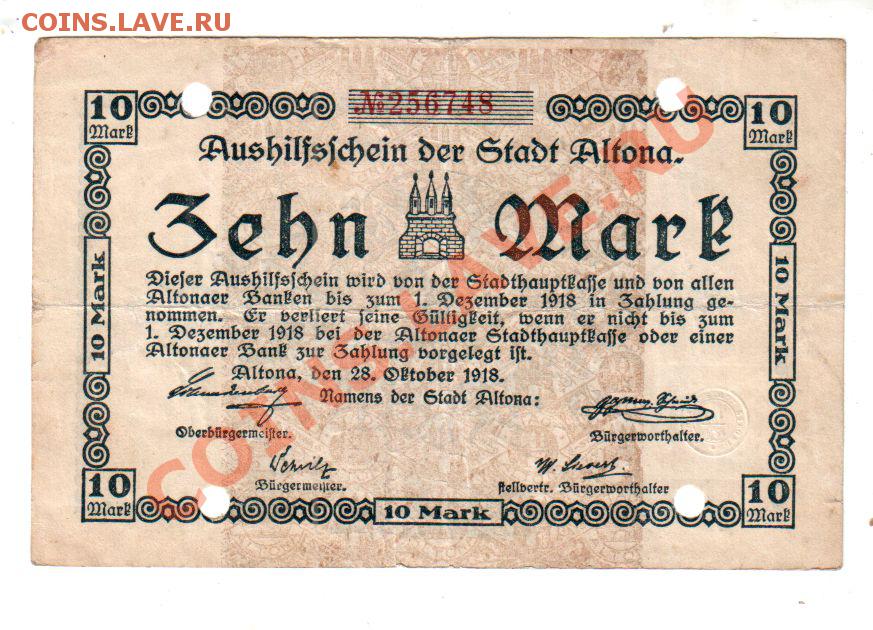 COINS.LAVE.RU
10 Mark
№256748
10 Mark
Aushilfsschein der Stadt Altona.
Zehn Mark
Dieser Aushilfsschein wird von der Stadthauptkasse und von allen
Altonaer Banken bis zum 1. Dezember 1918 in Zahlung ge-
nommen. Er verliert seine Gültigkeit, wenn er nicht bis zum
1. Dezember 1918 bei der Altonaer Stadthauptkasse oder einer
Altonaer Bank zur Zahlung vorgelegt ist.
10 Mark
10 Mark
Altona, den 28. Oktober 1918.
Namens der Stadt Altona:
Oberbürgermeister.
Bürgerworthalter.
Bürgermeister.
stellvertr. Bürgerworthalter
10 Mark
10 Mark
10 Mark
COINS.LAVE.RU